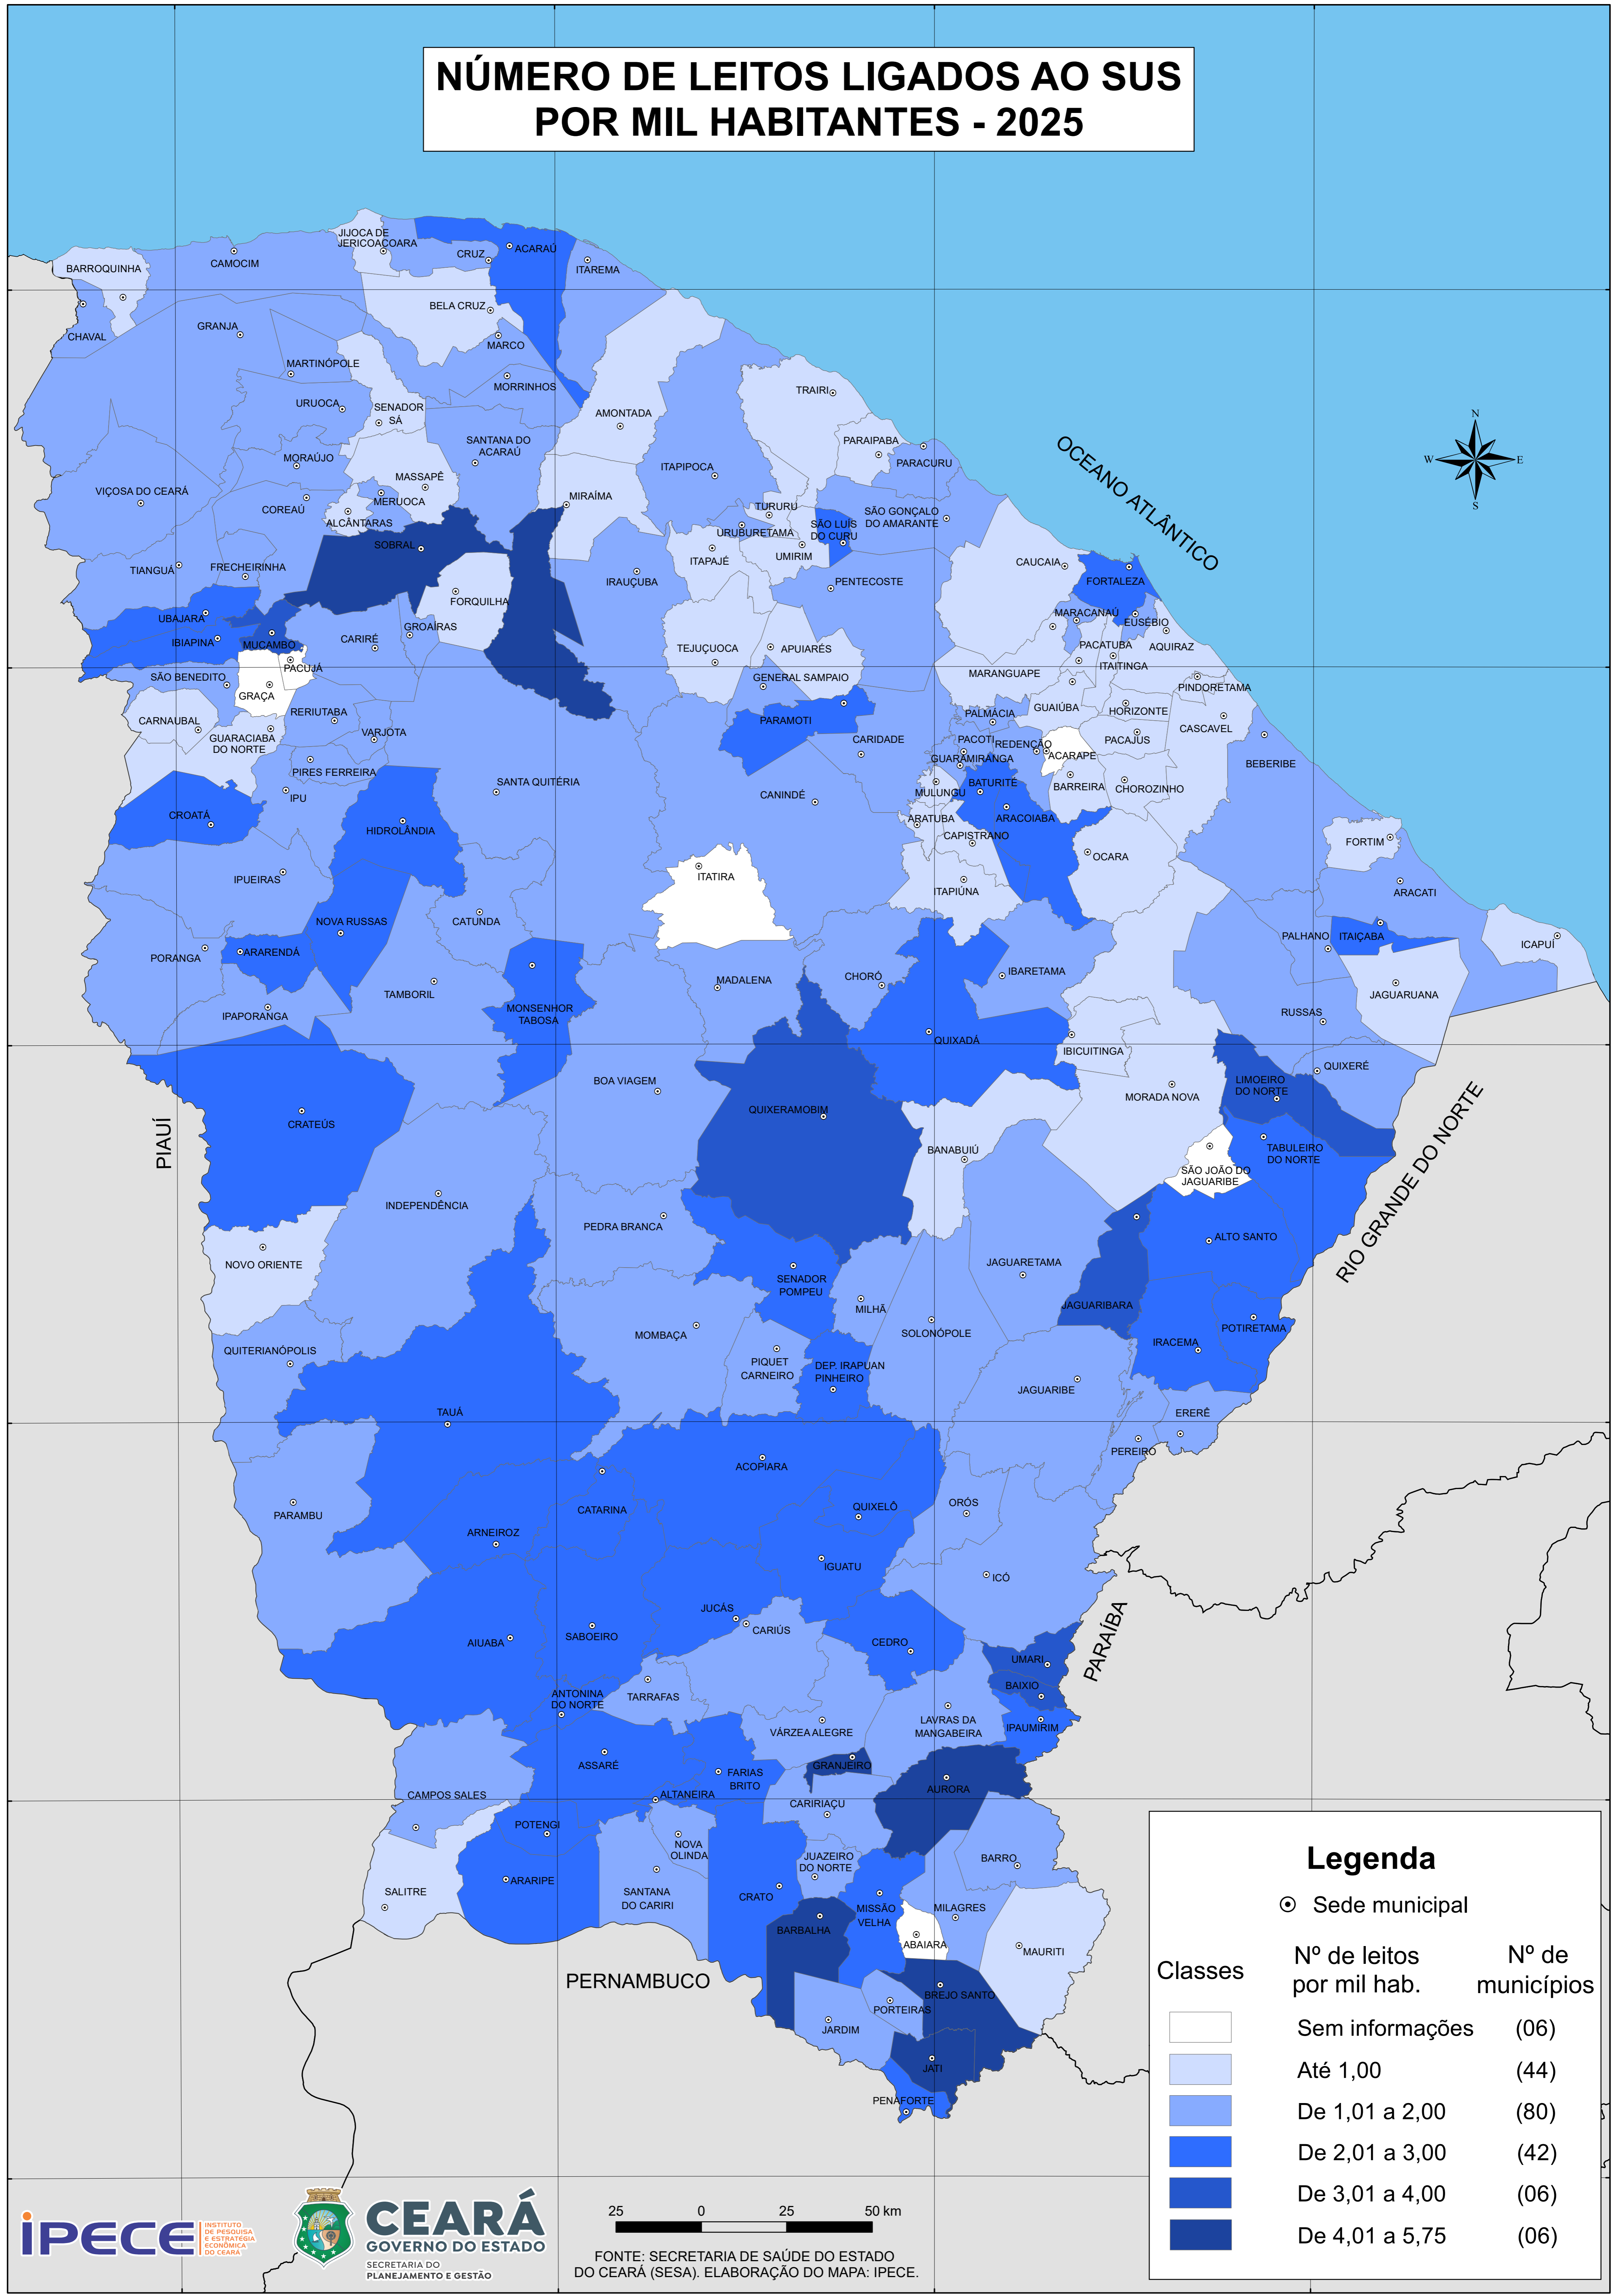 NÚMERO DE LEITOS LIGADOS AO SUS
POR MIL HABITANTES - 2025
JIJOCA DE
JERICOACOARA
BARROQUINHA
CAMOCIM
CRUZ
ACARAÚ
ITAREMA
CHAVAL
GRANJA
BELA CRUZ
MARCO
MARTINÓPOLE
MORRINHOS
URUOCA
SENADOR
SÁ
AMONTADA
TRAIRI
SANTANA DO
ACARAÚ
PARAIPABA
PARACURU
OCEANO ATLÂNTICO
N
W
E
S
MORAÚJO
MASSAPÊ
ITAPIPOCA
VIÇOSA DO CEARÁ
COREAÚ
MERUOCA
ALCÂNTARAS
MIRAÍMA
TURURU
URUBURETAMA
SÃO LUÍS
DO CURU
SÃO GONÇALO
DO AMARANTE
SOBRAL
UMIRIM
ITAPAJÉ
TIANGUÁ
FRECHEIRINHA
IRAUÇUBA
PENTECOSTE
CAUCAIA
FORTALEZA
FORQUILHA
UBAJARA
IBIAPINA
MUCAMBO
CARIRÉ
GROAÍRAS
MARACANAÚ
EUSÉBIO
PACATUBA
AQUIRAZ
ITAITINGA
TEJUÇUOCA
APUIARÉS
PACUJÁ
SÃO BENEDITO
GRAÇA
GENERAL SAMPAIO
MARANGUAPE
PINDORETAMA
GUAIÚBA
HORIZONTE
CARNAUBAL
RERIUTABA
GUARACIABA
DO NORTE
VARJOTA
PARAMOTI
CARIDADE
PALMÁCIA
PACOTI
REDENÇÃO
ACARAPE
PACAJUS
CASCAVEL
GUARAMIRANGA
BEBERIBE
PIRES FERREIRA
IPU
SANTA QUITÉRIA
CANINDÉ
MULUNGU
BATURITÉ
BARREIRA
CHOROZINHO
CROATÁ
HIDROLÂNDIA
ARATUBA
ARACOIABA
CAPISTRANO
OCARA
FORTIM
IPUEIRAS
ITATIRA
ITAPIÚNA
ARACATI
NOVA RUSSAS
CATUNDA
PALHANO
ITAIÇABA
ICAPUÍ
PORANGA
ARARENDÁ
TAMBORIL
MADALENA
CHORÓ
IBARETAMA
JAGUARUANA
IPAPORANGA
MONSENHOR
TABOSA
RUSSAS
QUIXADÁ
IBICUITINGA
QUIXERÉ
BOA VIAGEM
LIMOEIRO
DO NORTE
MORADA NOVA
CRATEÚS
QUIXERAMOBIM
PIAUÍ
BANABUIÚ
TABULEIRO
DO NORTE
SÃO JOÃO DO
JAGUARIBE
RIO GRANDE DO NORTE
INDEPENDÊNCIA
PEDRA BRANCA
ALTO SANTO
NOVO ORIENTE
JAGUARETAMA
SENADOR
POMPEU
MILHÃ
JAGUARIBARA
SOLONÓPOLE
POTIRETAMA
MOMBAÇA
IRACEMA
QUITERIANÓPOLIS
PIQUET
CARNEIRO
DEP. IRAPUAN
PINHEIRO
JAGUARIBE
TAUÁ
ERERÊ
PEREIRO
ACOPIARA
PARAMBU
CATARINA
QUIXELÔ
ORÓS
ARNEIROZ
IGUATU
ICÓ
JUCÁS
CARIÚS
PARAÍBA
AIUABA
SABOEIRO
CEDRO
UMARI
BAIXIO
ANTONINA
DO NORTE
TARRAFAS
LAVRAS DA
MANGABEIRA
IPAUMIRIM
VÁRZEA ALEGRE
ASSARÉ
FARIAS
BRITO
GRANJEIRO
AURORA
CAMPOS SALES
ALTANEIRA
CARIRIAÇU
POTENGI
NOVA
OLINDA
JUAZEIRO
DO NORTE
BARRO
SALITRE
ARARIPE
SANTANA
DO CARIRI
CRATO
MISSÃO
VELHA
MILAGRES
BARBALHA
ABAIARA
MAURITI
PERNAMBUCO
BREJO SANTO
PORTEIRAS
JARDIM
JATI
PENAFORTE
Legenda
Sede municipal
Classes
Nº de leitos
por mil hab.
Nº de
municípios
Sem informações (06)
Até 1,00 (44)
De 1,01 a 2,00 (80)
De 2,01 a 3,00 (42)
De 3,01 a 4,00 (06)
De 4,01 a 5,75 (06)
iPECE
INSTITUTO
DE PESQUISA
E ESTRATÉGIA
ECONÔMICA
DO CEARÁ
CEARÁ
GOVERNO DO ESTADO
SECRETARIA DO
PLANEJAMENTO E GESTÃO
25 0 25 50 km
FONTE: SECRETARIA DE SAÚDE DO ESTADO
DO CEARÁ (SESA). ELABORAÇÃO DO MAPA: IPECE.